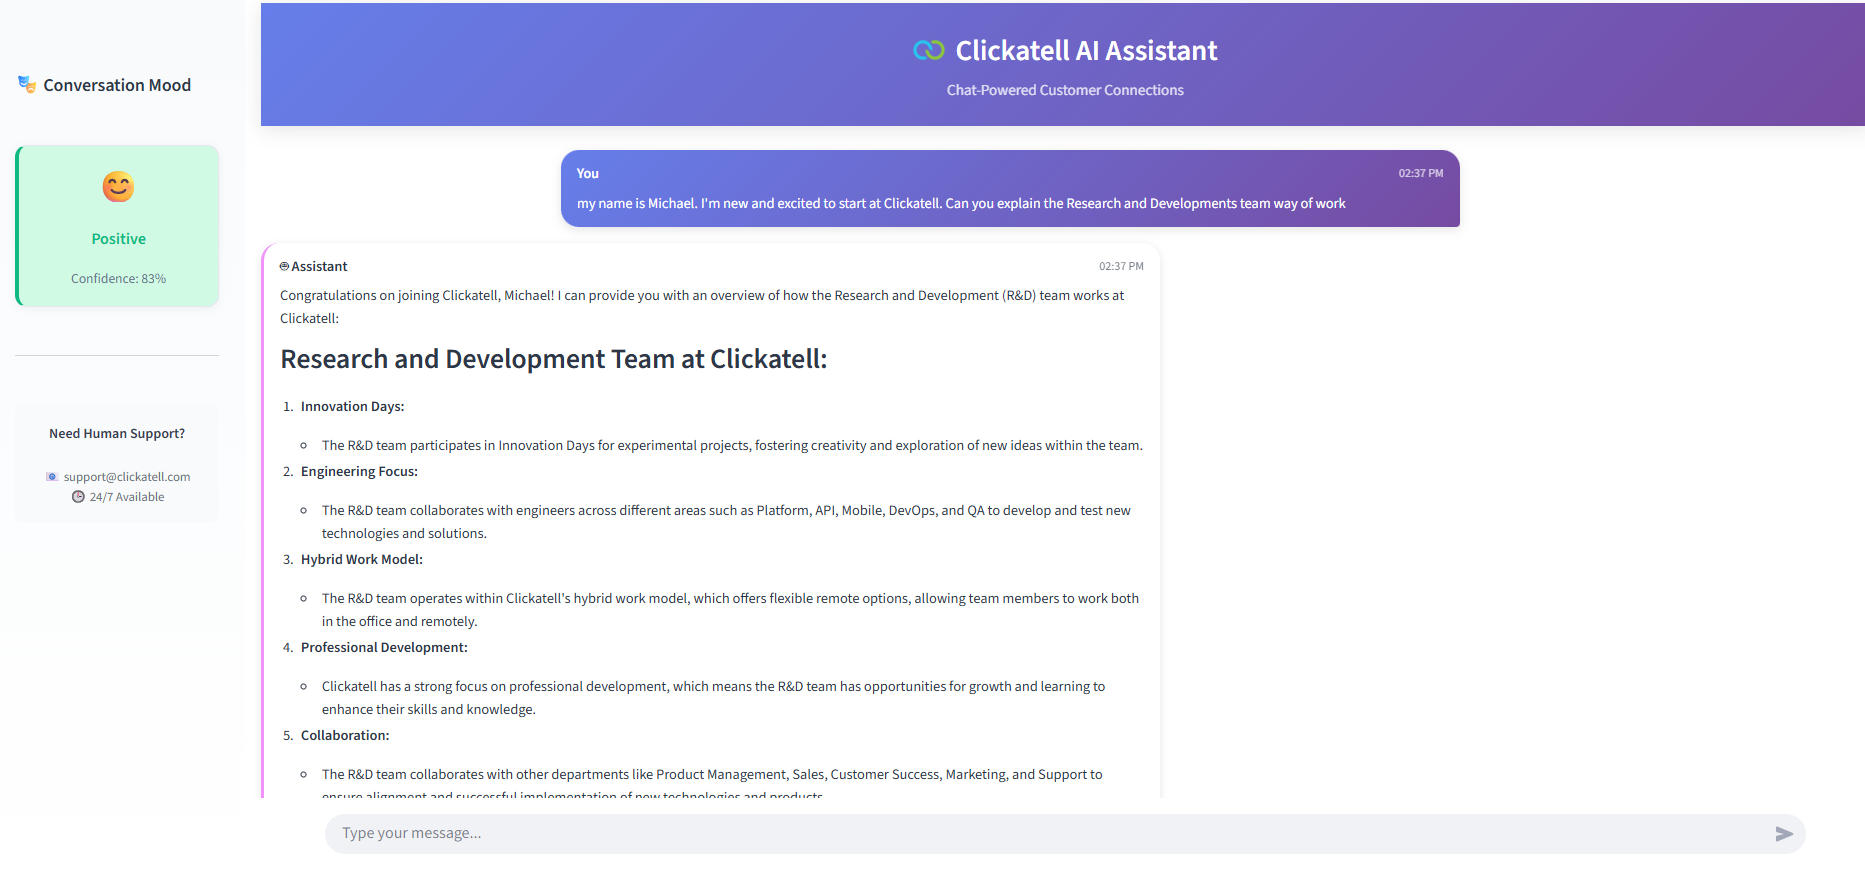 Conversation Mood
Positive
Confidence: 83%
Need Human Support?
support@clickatell.com
24/7 Available
Clickatell AI Assistant
Chat-Powered Customer Connections
You
02:37 PM
my name is Michael. I'm new and excited to start at Clickatell. Can you explain the Research and Developments team way of work
Assistant
02:37 PM
Congratulations on joining Clickatell, Michael! I can provide you with an overview of how the Research and Development (R&D) team works at
Clickatell:
Research and Development Team at Clickatell:
1. Innovation Days:
The R&D team participates in Innovation Days for experimental projects, fostering creativity and exploration of new ideas within the team.
2. Engineering Focus:
The R&D team collaborates with engineers across different areas such as Platform, API, Mobile, DevOps, and QA to develop and test new
technologies and solutions.
3. Hybrid Work Model:
The R&D team operates within Clickatell's hybrid work model, which offers flexible remote options, allowing team members to work both
in the office and remotely.
4. Professional Development:
Clickatell has a strong focus on professional development, which means the R&D team has opportunities for growth and learning to
enhance their skills and knowledge.
5. Collaboration:
The R&D team collaborates with other departments like Product Management, Sales, Customer Success, Marketing, and Support to
ensure alignment and successful implementation of new technologies and products.
Type your message...